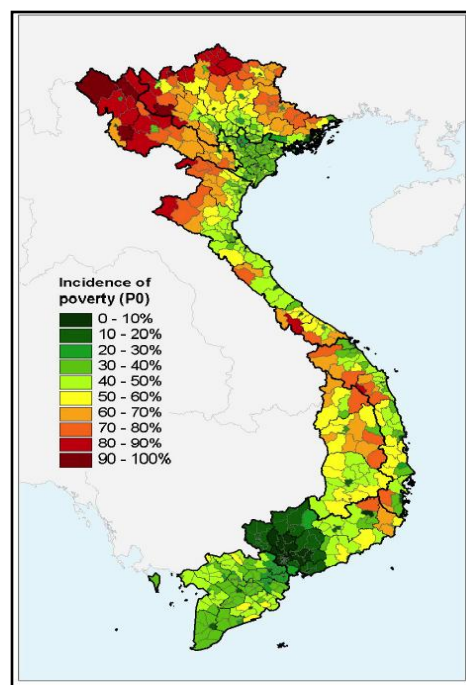 Incidence of
poverty (P0)
0 - 10%
10 - 20%
20 - 30%
30 - 40%
40 - 50%
50 - 60%
60 - 70%
70 - 80%
80 - 90%
90 - 100%